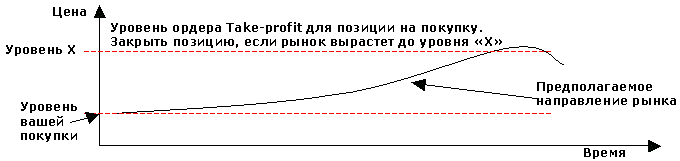 Цена
Уровень ордера Take-profit для позиции на покупку.
Закрыть позицию, если рынок вырастет до уровня «X»
Уровень X
Предполагаемое
направление рынка
Уровень
вашей
покупки
Время